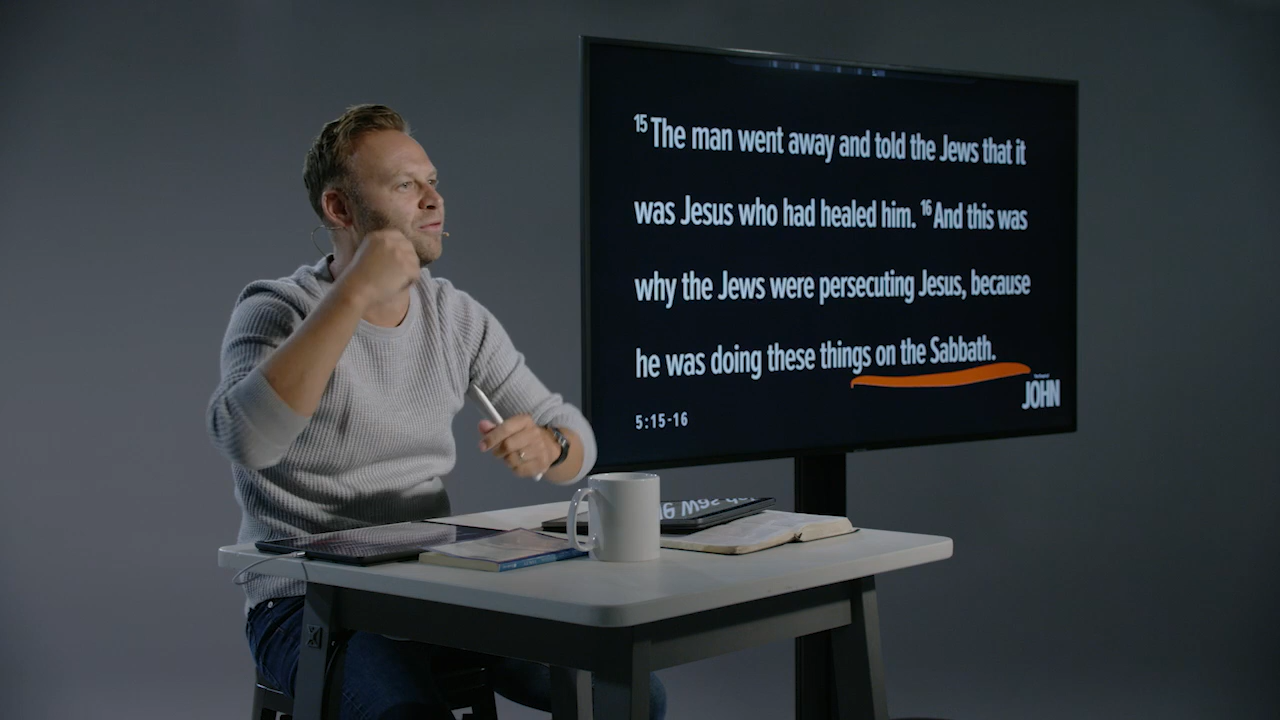 15 The man went away and told the Jews that it
was Jesus who had healed him. 16 And this was
why the Jews were persecuting Jesus, because
he was doing these things on the Sabbath.
JOHN
5:15-16